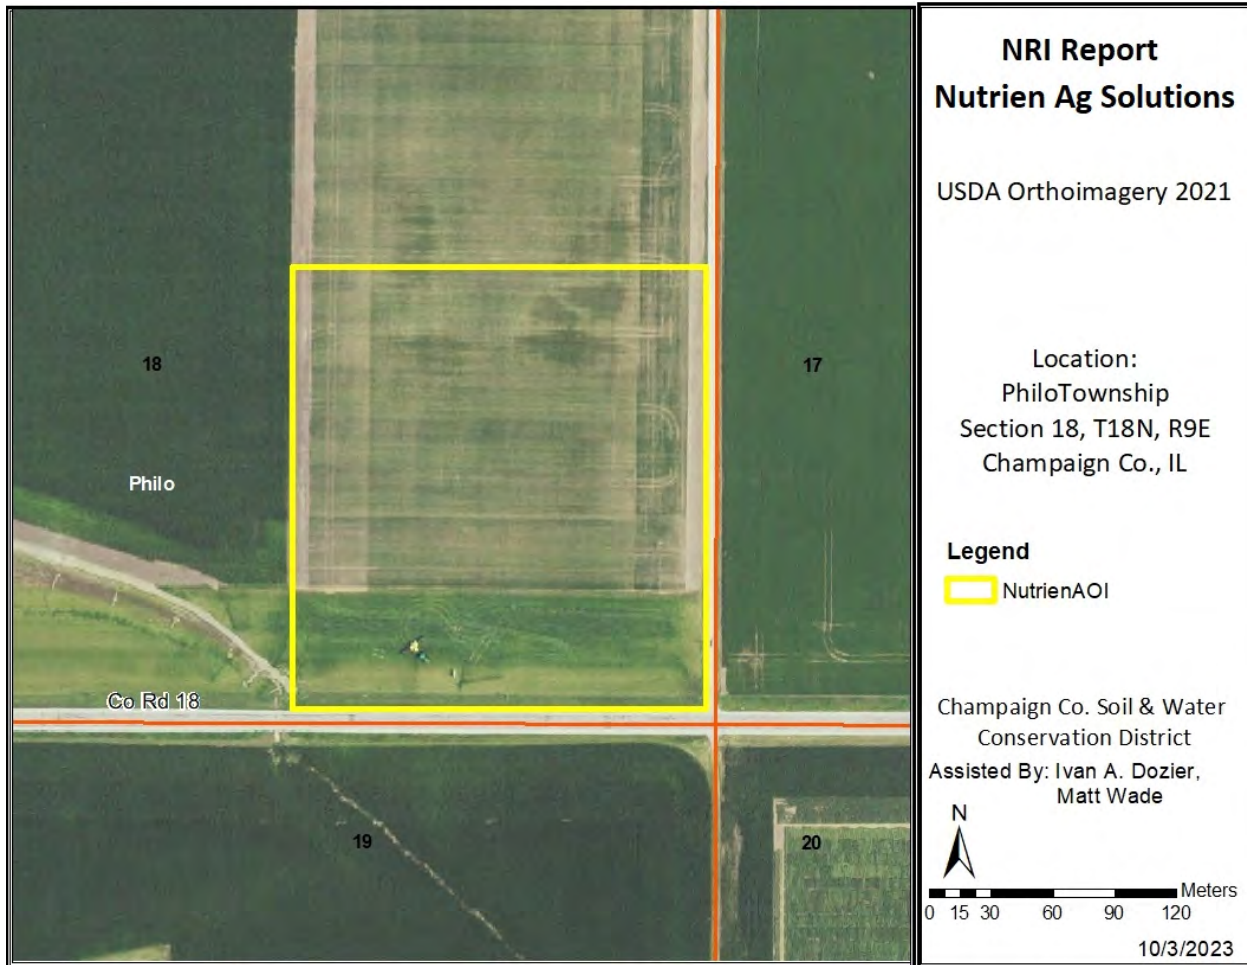 18
17
Philo
Co Rd 18
19
20
NRI Report
Nutrien Ag Solutions
USDA Orthoimagery 2021
Location:
PhiloTownship
Section 18, T18N, R9E
Champaign Co., IL
Legend
NutrienAOI
Champaign Co. Soil & Water
Conservation District
Assisted By: Ivan A. Dozier,
Matt Wade
N
Meters
0 15 30 60 90 120
10/3/2023